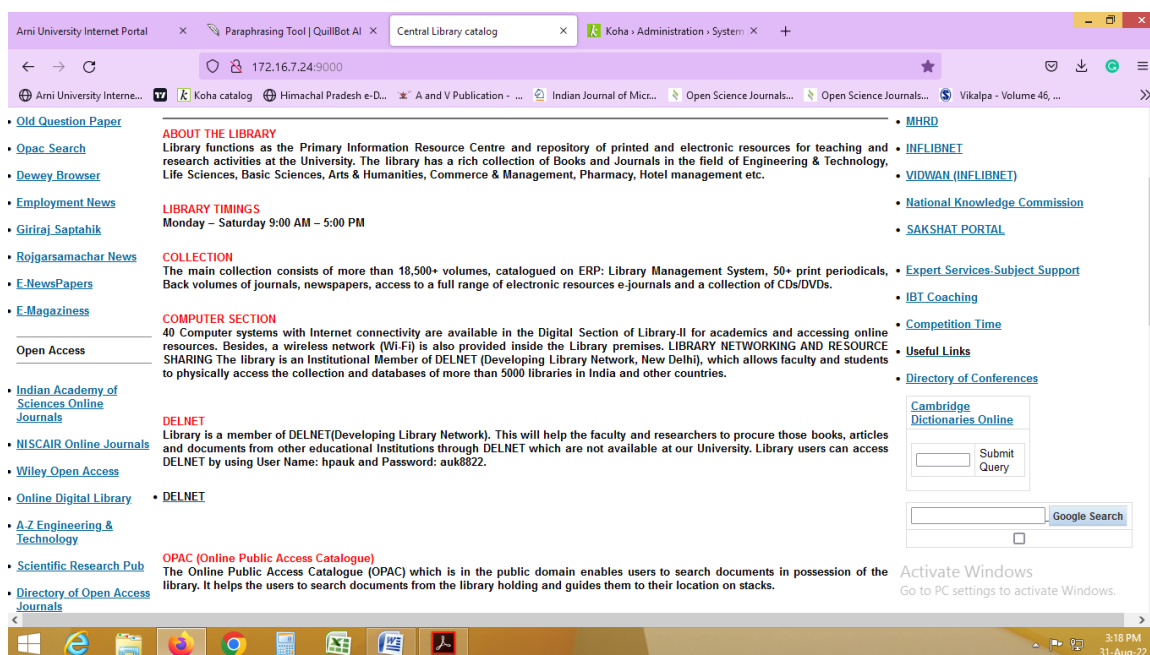 Arni University Internet Portal
Paraphrasing Tool | QuillBot AI
Central Library catalog
Koha › Administration › System
172.16.7.24:9000
Arni University Interne...
Koha catalog
Himachal Pradesh e-D...
A and V Publication - ...
Indian Journal of Micr...
Open Science Journals...
Open Science Journals...
Vikalpa - Volume 46, ...
Old Question Paper
Opac Search
Dewey Browser
Employment News
Giriraj Saptahik
Rojgarsamachar News
E-NewsPapers
E-Magaziness
Open Access
Indian Academy of
Sciences Online
Journals
NISCAIR Online Journals
Wiley Open Access
Online Digital Library
A-Z Engineering &
Technology
Scientific Research Pub
Directory of Open Access
Journals
ABOUT THE LIBRARY
Library functions as the Primary Information Resource Centre and repository of printed and electronic resources for teaching and
research activities at the University. The library has a rich collection of Books and Journals in the field of Engineering & Technology,
Life Sciences, Basic Sciences, Arts & Humanities, Commerce & Management, Pharmacy, Hotel management etc.
LIBRARY TIMINGS
Monday – Saturday 9:00 AM – 5:00 PM
COLLECTION
The main collection consists of more than 18,500+ volumes, catalogued on ERP: Library Management System, 50+ print periodicals,
Back volumes of journals, newspapers, access to a full range of electronic resources e-journals and a collection of CDs/DVDs.
COMPUTER SECTION
40 Computer systems with Internet connectivity are available in the Digital Section of Library-II for academics and accessing online
resources. Besides, a wireless network (Wi-Fi) is also provided inside the Library premises. LIBRARY NETWORKING AND RESOURCE
SHARING The library is an Institutional Member of DELNET (Developing Library Network, New Delhi), which allows faculty and students
to physically access the collection and databases of more than 5000 libraries in India and other countries.
DELNET
Library is a member of DELNET(Developing Library Network). This will help the faculty and researchers to procure those books, articles
and documents from other educational Institutions through DELNET which are not available at our University. Library users can access
DELNET by using User Name: hpauk and Password: auk8822.
DELNET
OPAC (Online Public Access Catalogue)
The Online Public Access Catalogue (OPAC) which is in the public domain enables users to search documents in possession of the
library. It helps the users to search documents from the library holding and guides them to their location on stacks.
MHRD
INFLIBNET
VIDWAN (INFLIBNET)
National Knowledge Commission
SAKSHAT PORTAL
Expert Services-Subject Support
IBT Coaching
Competition Time
Useful Links
Directory of Conferences
Cambridge
Dictionaries Online
Submit
Query
Google Search
Activate Windows
Go to PC settings to activate Windows.
3:18 PM
31-Aug-22